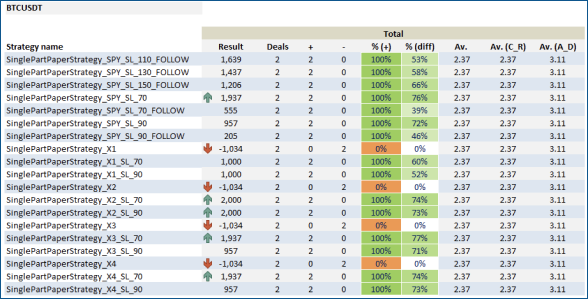 BTCUSDT
Total
Strategy name Result Deals + - % (+) % (diff) Av. Av. (C_R) Av. (A_D)
SinglePartPaperStrategy_SPY_SL_110_FOLLOW 1,639 2 2 0 100% 53% 2.37 2.37 3.11
SinglePartPaperStrategy_SPY_SL_130_FOLLOW 1,437 2 2 0 100% 58% 2.37 2.37 3.11
SinglePartPaperStrategy_SPY_SL_150_FOLLOW 1,206 2 2 0 100% 66% 2.37 2.37 3.11
SinglePartPaperStrategy_SPY_SL_70 1,937 2 2 0 100% 76% 2.37 2.37 3.11
SinglePartPaperStrategy_SPY_SL_70_FOLLOW 555 2 2 0 100% 39% 2.37 2.37 3.11
SinglePartPaperStrategy_SPY_SL_90 957 2 2 0 100% 72% 2.37 2.37 3.11
SinglePartPaperStrategy_SPY_SL_90_FOLLOW 205 2 2 0 100% 46% 2.37 2.37 3.11
SinglePartPaperStrategy_X1 -1,034 2 0 2 0% 0% 2.37 2.37 3.11
SinglePartPaperStrategy_X1_SL_70 1,000 2 2 0 100% 60% 2.37 2.37 3.11
SinglePartPaperStrategy_X1_SL_90 1,000 2 2 0 100% 52% 2.37 2.37 3.11
SinglePartPaperStrategy_X2 -1,034 2 0 2 0% 0% 2.37 2.37 3.11
SinglePartPaperStrategy_X2_SL_70 2,000 2 2 0 100% 74% 2.37 2.37 3.11
SinglePartPaperStrategy_X2_SL_90 2,000 2 2 0 100% 73% 2.37 2.37 3.11
SinglePartPaperStrategy_X3 -1,034 2 0 2 0% 0% 2.37 2.37 3.11
SinglePartPaperStrategy_X3_SL_70 1,937 2 2 0 100% 77% 2.37 2.37 3.11
SinglePartPaperStrategy_X3_SL_90 957 2 2 0 100% 71% 2.37 2.37 3.11
SinglePartPaperStrategy_X4 -1,034 2 0 2 0% 0% 2.37 2.37 3.11
SinglePartPaperStrategy_X4_SL_70 1,937 2 2 0 100% 74% 2.37 2.37 3.11
SinglePartPaperStrategy_X4_SL_90 957 2 2 0 100% 73% 2.37 2.37 3.11